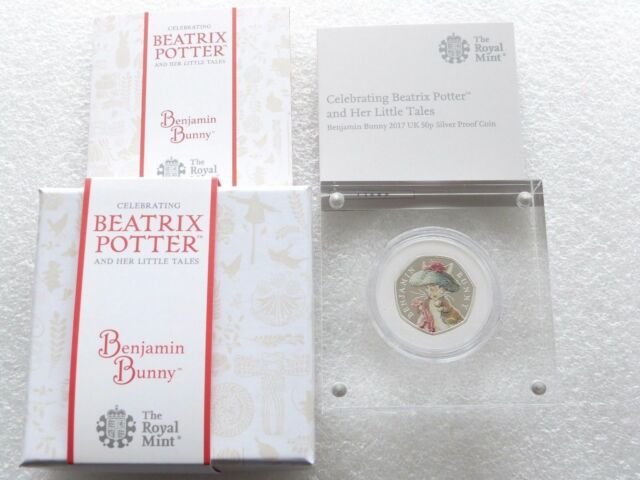 CELEBRATING
BEATRIX
POTTER™
AND HER LITTLE TALES
Benjamin
Bunny™
The
Royal
The
Royal
Mint®
Celebrating Beatrix Potter™
and Her Little Tales
Benjamin Bunny 2017 UK 50p Silver Proof Coin
CELEBRATING
BEATRIX
POTTER™
AND HER LITTLE TALES
Benjamin
Bunny™
The
Royal
Mint®
BENJAMIN BUNNY